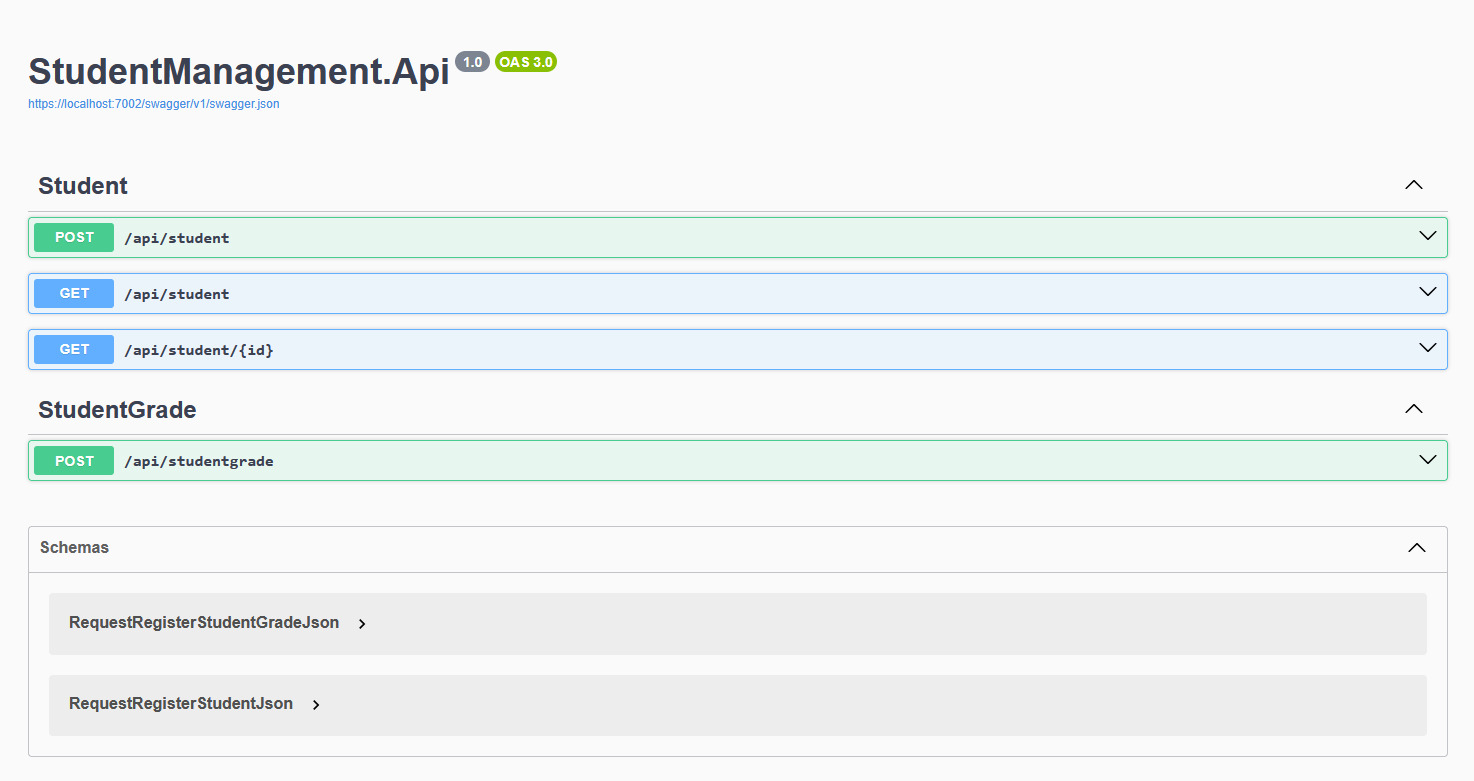 StudentManagement.Api 1.0 OAS 3.0
https://localhost:7002/swagger/v1/swagger.json
Student
POST /api/student
GET /api/student
GET /api/student/{id}
StudentGrade
POST /api/studentgrade
Schemas
RequestRegisterStudentGradeJson
RequestRegisterStudentJson